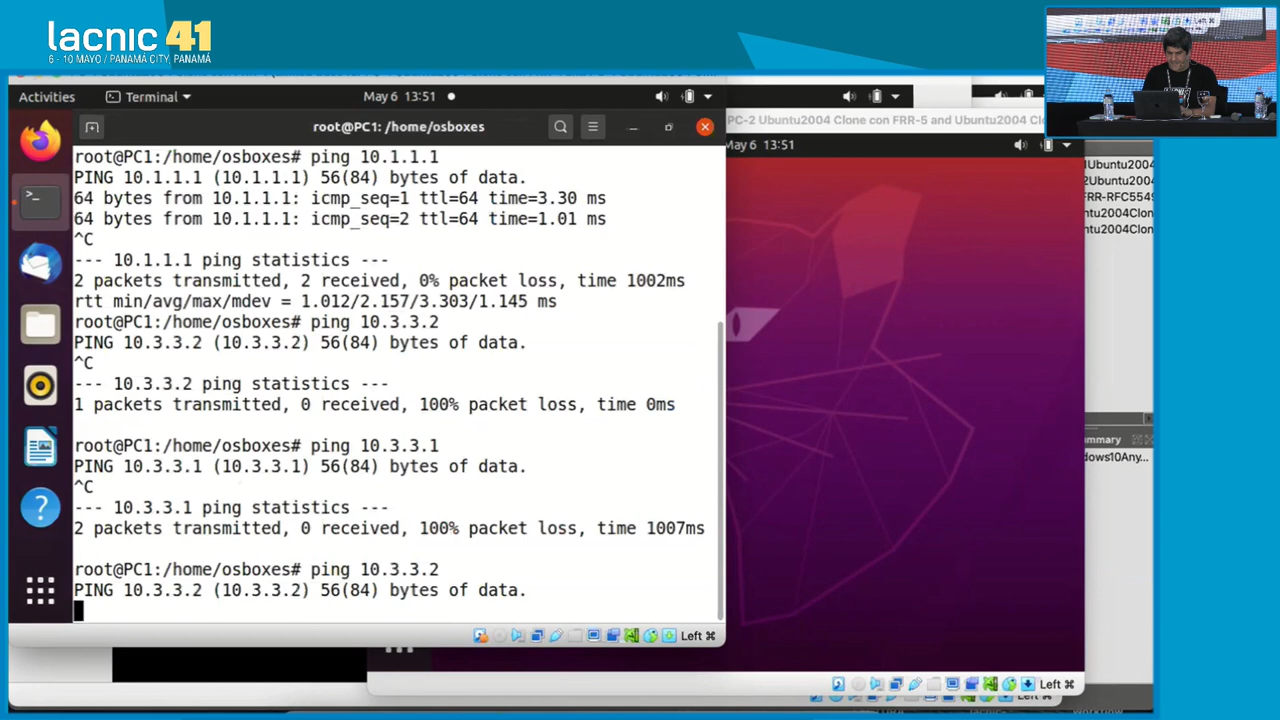 lacnic 41
6 - 10 MAYO / PANAMÁ CITY, PANAMÁ
Activities
Terminal
May 6 13:51
root@PC1: /home/osboxes
root@PC1:/home/osboxes# ping 10.1.1.1
PING 10.1.1.1 (10.1.1.1) 56(84) bytes of data.
64 bytes from 10.1.1.1: icmp_seq=1 ttl=64 time=3.30 ms
64 bytes from 10.1.1.1: icmp_seq=2 ttl=64 time=1.01 ms
^C
--- 10.1.1.1 ping statistics ---
2 packets transmitted, 2 received, 0% packet loss, time 1002ms
rtt min/avg/max/mdev = 1.012/2.157/3.303/1.145 ms
root@PC1:/home/osboxes# ping 10.3.3.2
PING 10.3.3.2 (10.3.3.2) 56(84) bytes of data.
^C
--- 10.3.3.2 ping statistics ---
1 packets transmitted, 0 received, 100% packet loss, time 0ms
root@PC1:/home/osboxes# ping 10.3.3.1
PING 10.3.3.1 (10.3.3.1) 56(84) bytes of data.
^C
--- 10.3.3.1 ping statistics ---
2 packets transmitted, 0 received, 100% packet loss, time 1007ms
root@PC1:/home/osboxes# ping 10.3.3.2
PING 10.3.3.2 (10.3.3.2) 56(84) bytes of data.
Left ⌘
PC-2 Ubuntu2004 Clone con FRR-5 and Ubuntu2004 Clon
May 6 13:51
1Ubuntu2004
2Ubuntu2004
FRR-RFC5549
ntu2004Clon
ntu2004Clon
ummary
dows10Any...
Left ⌘